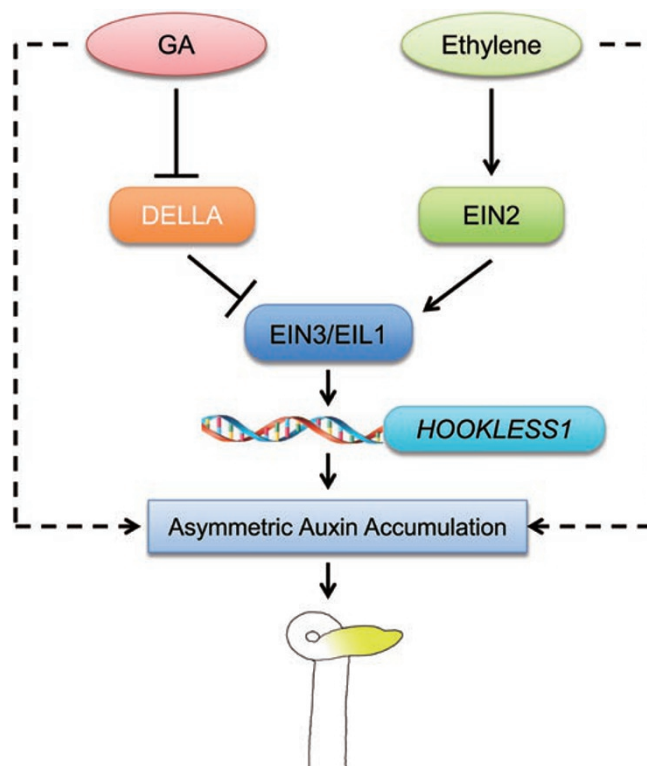 GA
Ethylene
DELLA
EIN2
EIN3/EIL1
HOOKLESS1
Asymmetric Auxin Accumulation